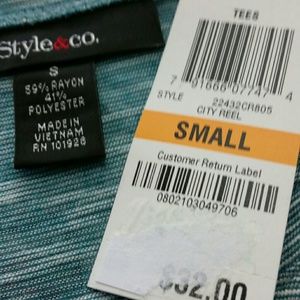 Style&co.
S
59% RAYON
41%
POLYESTER
MADE IN
VIETNAM
RN 101926
TEES
7 91666 07747 4
STYLE 22432CR805
CITY REEL
SMALL
Customer Return Label
0802103049706
$32.00